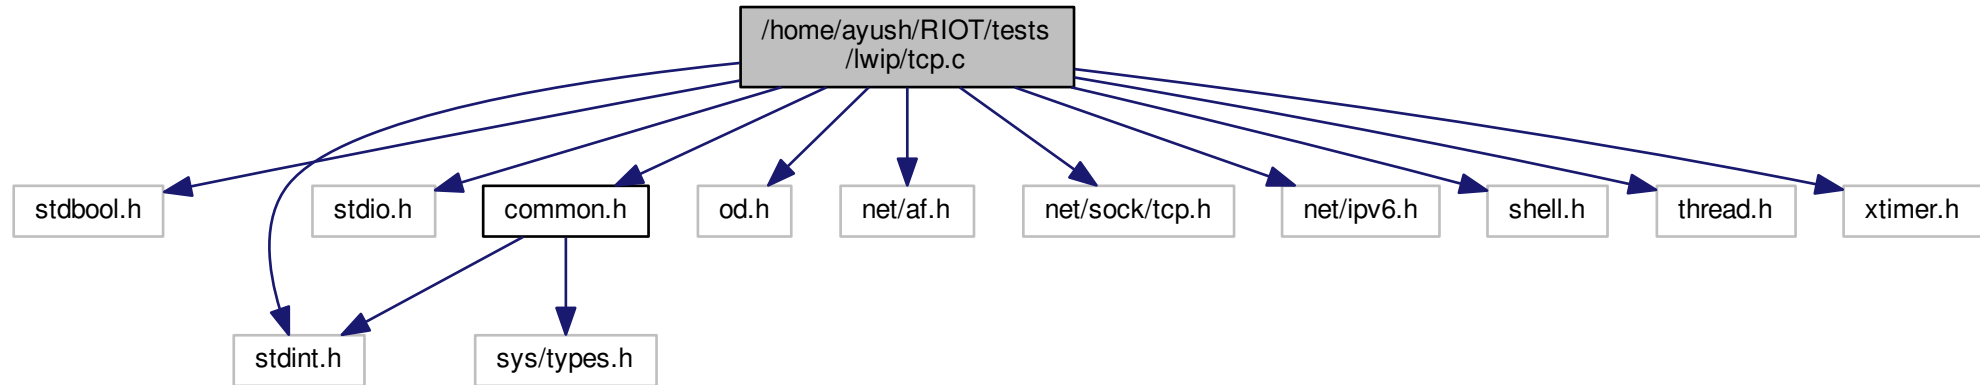 /home/ayush/RIOT/tests
/lwip/tcp.c
stdbool.h
stdio.h
common.h
od.h
net/af.h
net/sock/tcp.h
net/ipv6.h
shell.h
thread.h
xtimer.h
stdint.h
sys/types.h